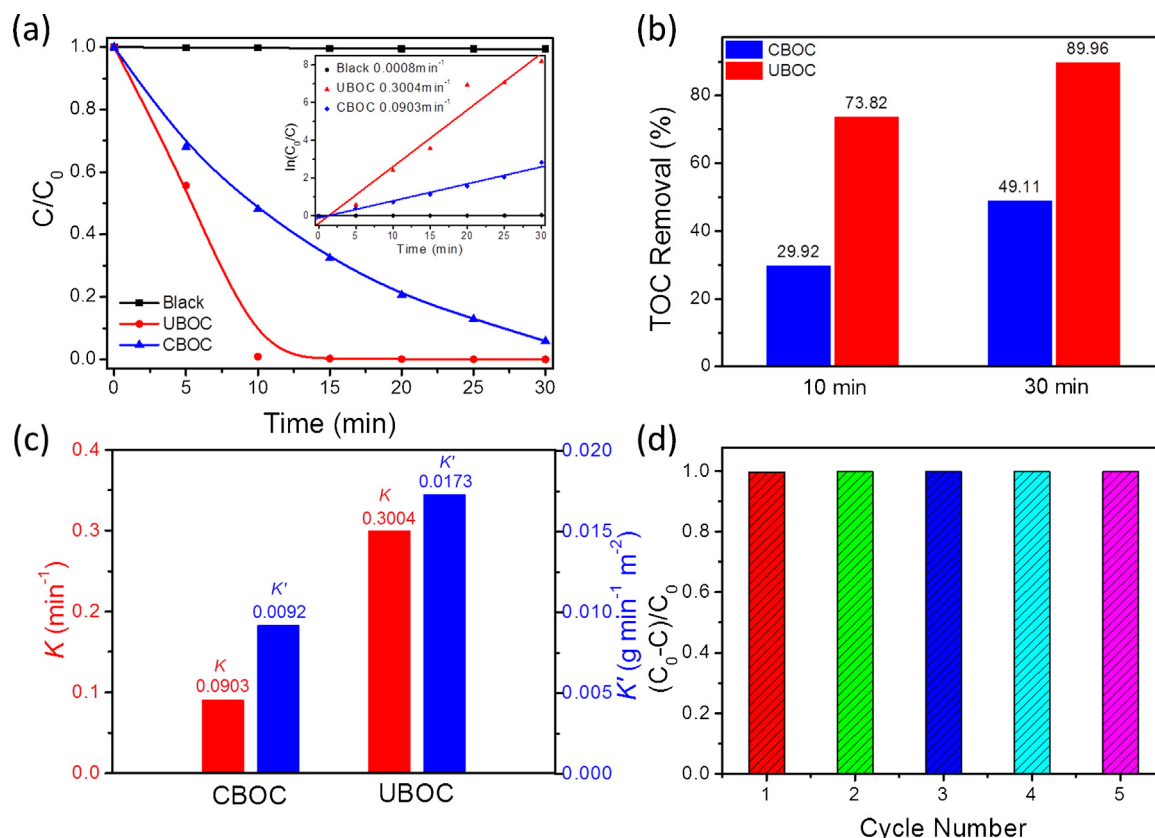 (a)
1.0
0.8
0.6
0.4
0.2
0.0
C/C₀
0
5
10
15
20
25
30
Time (min)
Black
UBOC
CBOC
8
6
4
2
0
ln(C₀/C)
Black 0.0008min⁻¹
UBOC 0.3004min⁻¹
CBOC 0.0903min⁻¹
0
5
10
15
20
25
30
Time (min)
(b)
CBOC
UBOC
80
60
40
20
0
TOC Removal (%)
29.92
73.82
49.11
89.96
10 min
30 min
(c)
0.4
0.3
0.2
0.1
0.0
K (min⁻¹)
K
0.0903
K'
0.0092
K
0.3004
K'
0.0173
0.020
0.015
0.010
0.005
0.000
K' (g min⁻¹ m⁻²)
CBOC
UBOC
(d)
1.0
0.8
0.6
0.4
0.2
0.0
(C₀-C)/C₀
1
2
3
4
5
Cycle Number